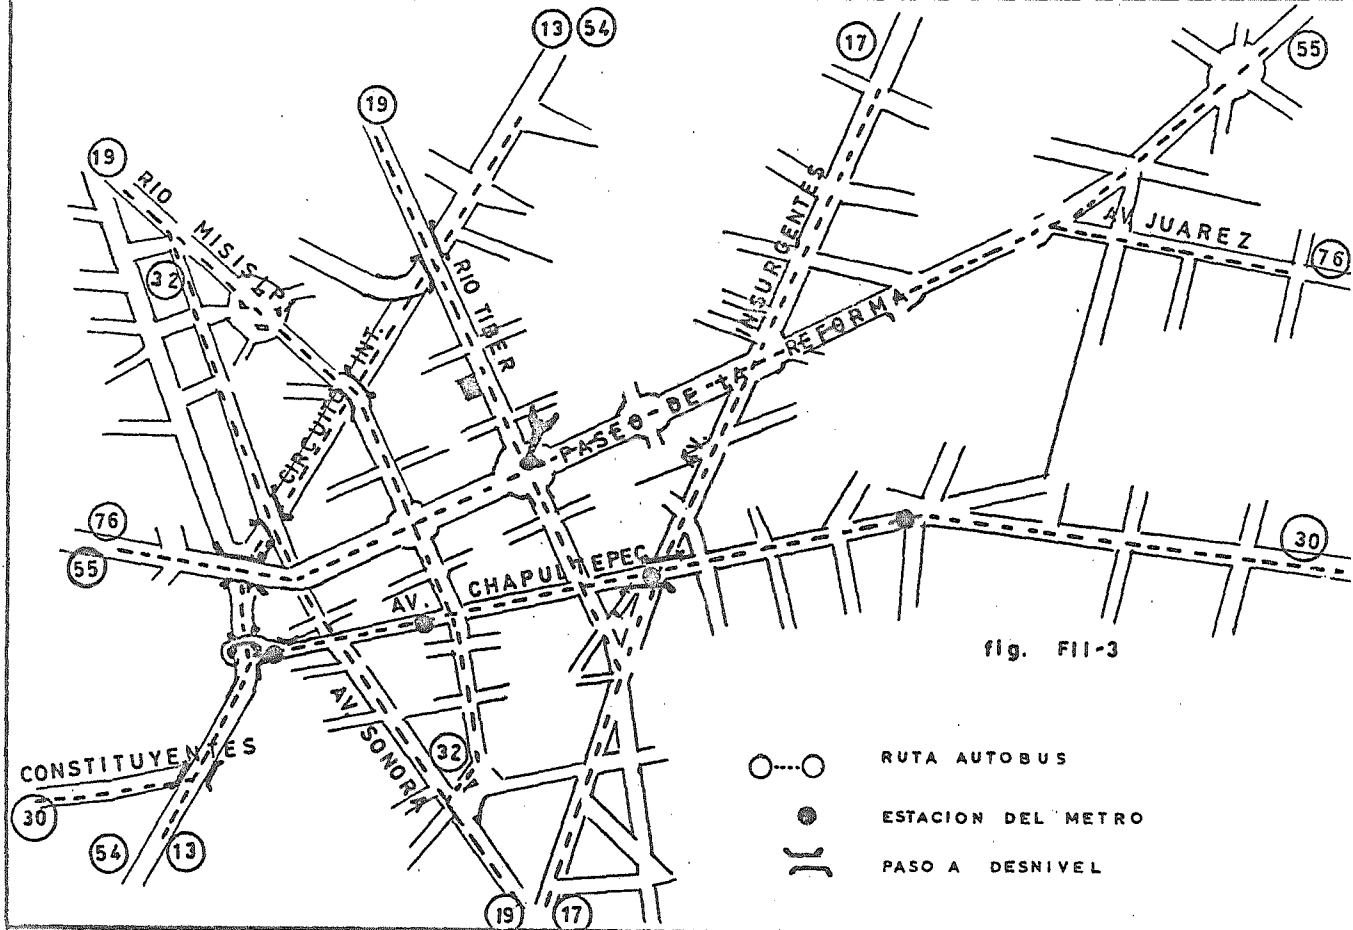 13 54
17
55
19
19
RIO MISISIPI
32
RIO TIBER
CIRCUITO INT.
INSURGENTES
AV.
AV. JUAREZ
76
PASEO DE LA REFORMA
76
55
AV. CHAPULTEPEC
30
fig. FII-3
AV. SONORA
32
CONSTITUYENTES
30
54 13
19 17
RUTA AUTOBUS
ESTACION DEL METRO
PASO A DESNIVEL